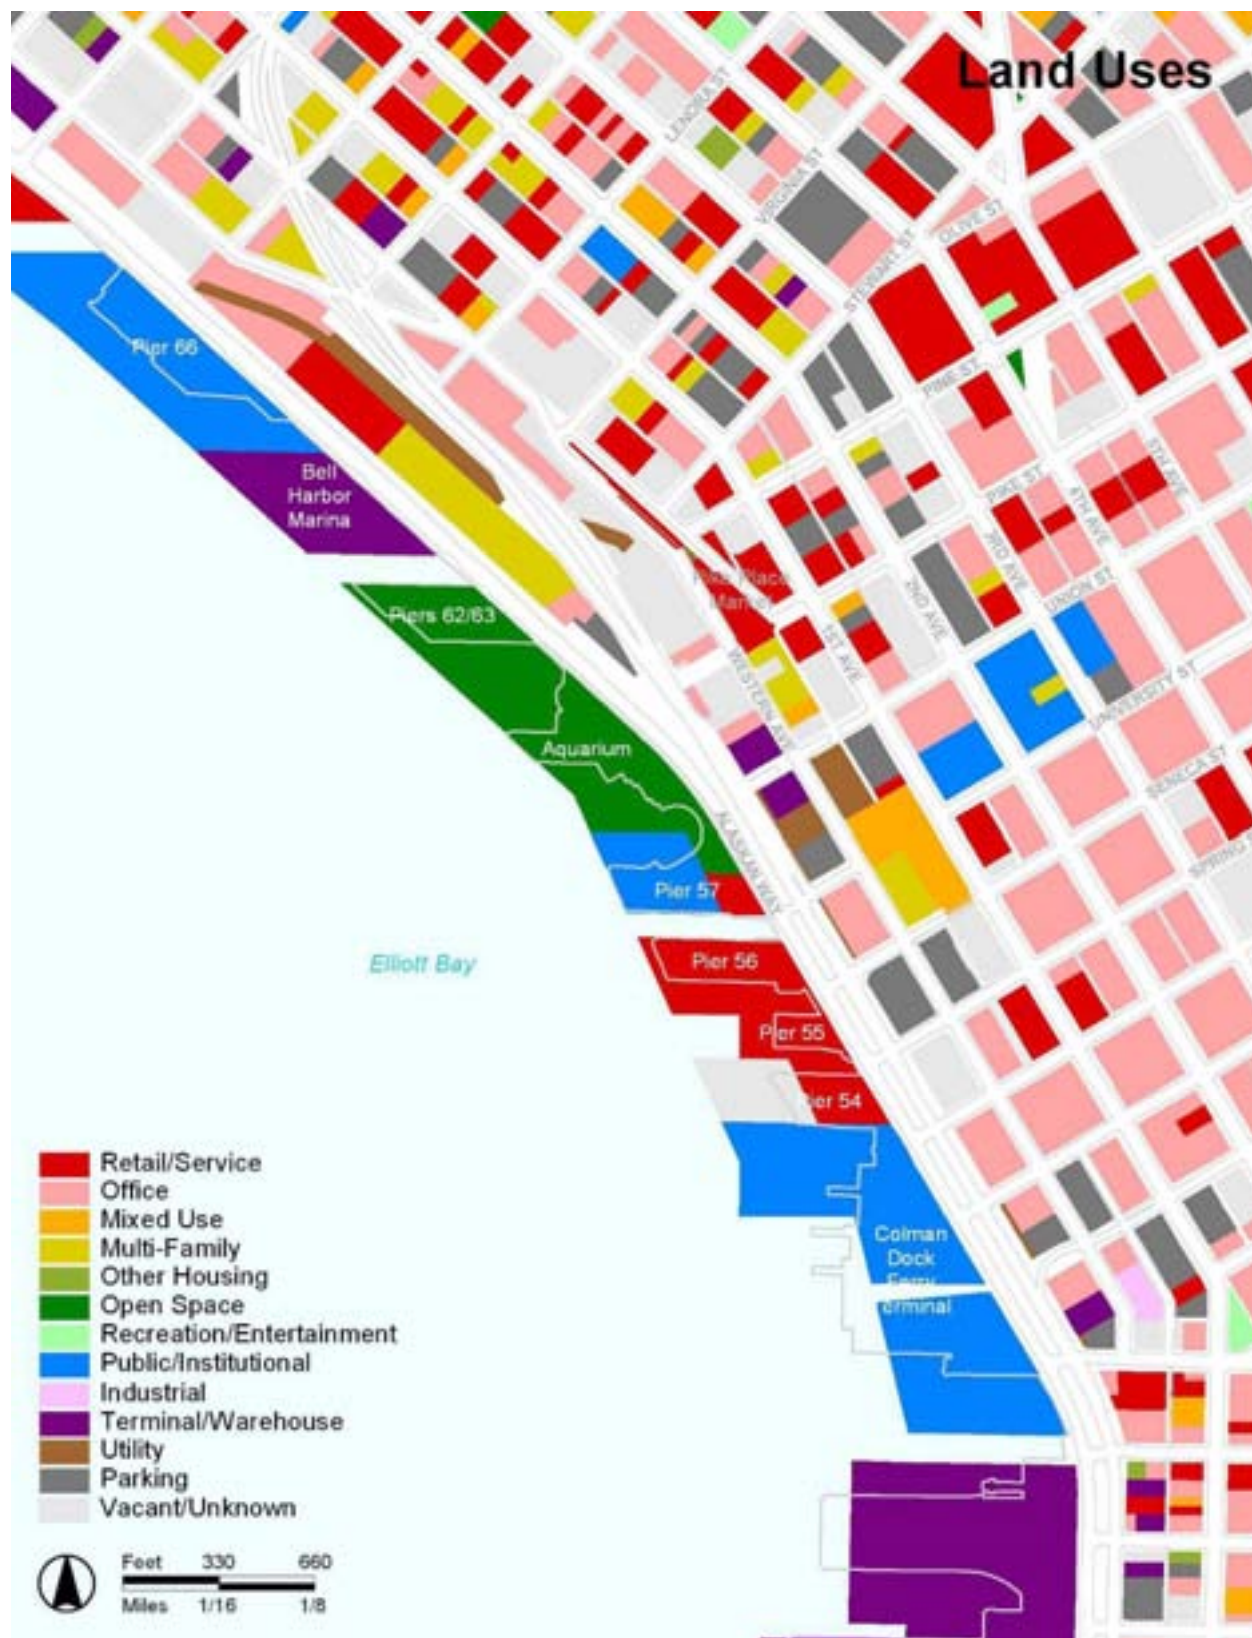 Land Uses
LENORA ST
VIRGINIA ST
STEWART ST
OLIVE ST
Pier 66
PINE ST
Bell
Harbor
Marina
PIKE ST
5TH AVE
4TH AVE
3RD AVE
2ND AVE
UNION ST
Pike Place
Market
Piers 62/63
1ST AVE
WESTERN AVE
UNIVERSITY ST
Aquarium
SENECA ST
ALASKAN WAY
SPRING
Pier 57
Elliott Bay
Pier 56
Pier 55
Pier 54
Colman
Dock
Ferry
Terminal
Retail/Service
Office
Mixed Use
Multi-Family
Other Housing
Open Space
Recreation/Entertainment
Public/Institutional
Industrial
Terminal/Warehouse
Utility
Parking
Vacant/Unknown
Feet 330 660
Miles 1/16 1/8